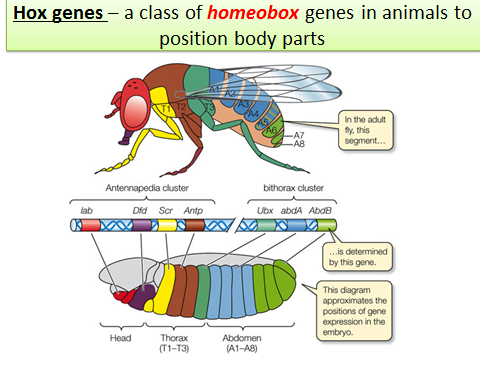 Hox genes – a class of homeobox genes in animals to
position body parts
T1
T2
T3
A1
A2
A3
A4
A5
A6
A7
A8
In the adult
fly, this
segment...
Antennapedia cluster
bithorax cluster
lab Dfd Scr Antp
Ubx abdA AbdB
...is determined
by this gene.
This diagram
approximates the
positions of gene
expression in the
embryo.
Head
Thorax
(T1–T3)
Abdomen
(A1–A8)